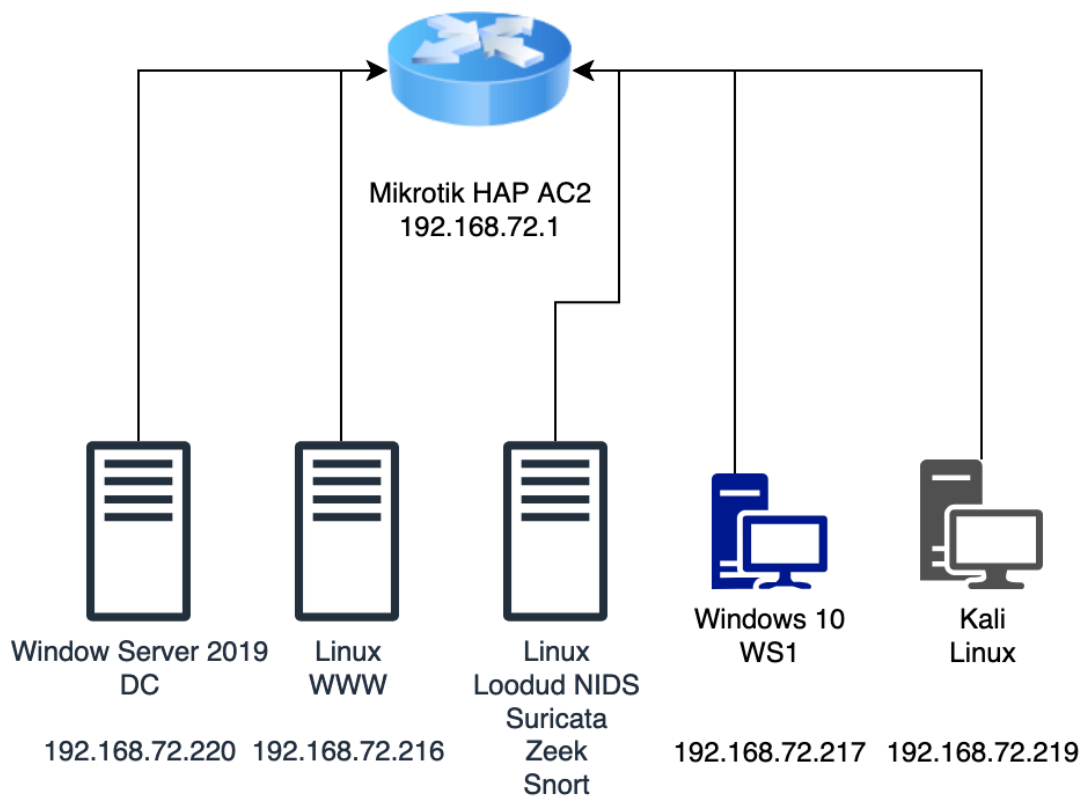 Mikrotik HAP AC2
192.168.72.1
Window Server 2019
DC
192.168.72.220
Linux
WWW
192.168.72.216
Linux
Loodud NIDS
Suricata
Zeek
Snort
Windows 10
WS1
192.168.72.217
Kali
Linux
192.168.72.219